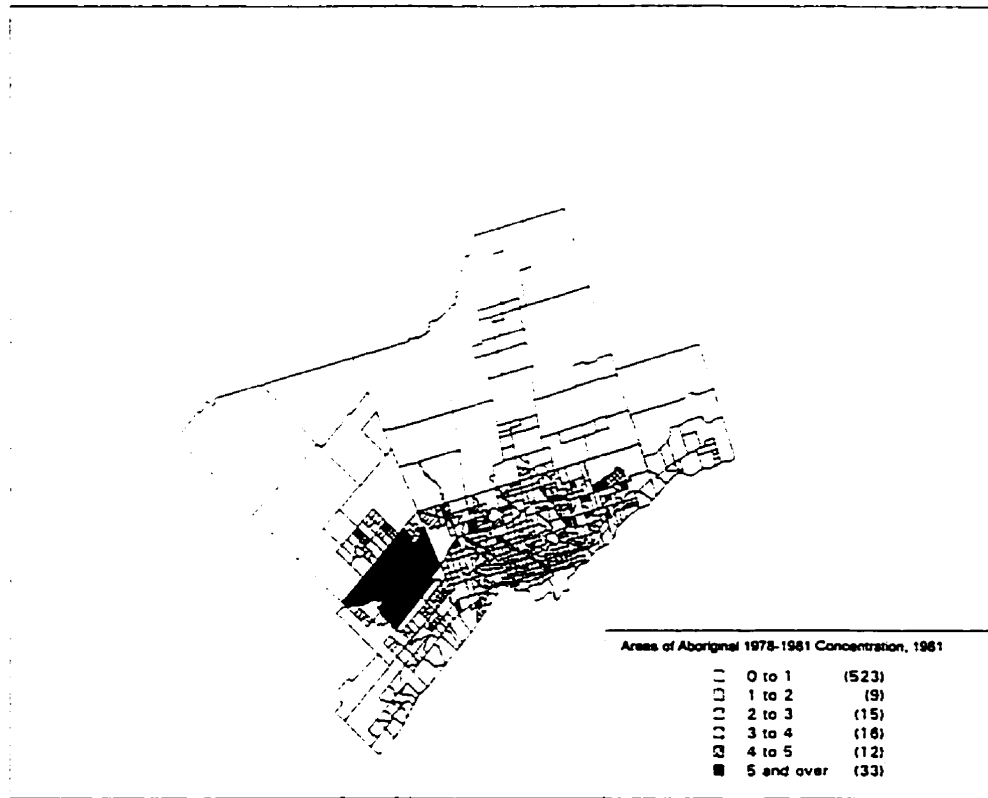 Areas of Aboriginal 1978-1981 Concentration, 1981
0 to 1 (523)
1 to 2 (9)
2 to 3 (15)
3 to 4 (16)
4 to 5 (12)
5 and over (33)